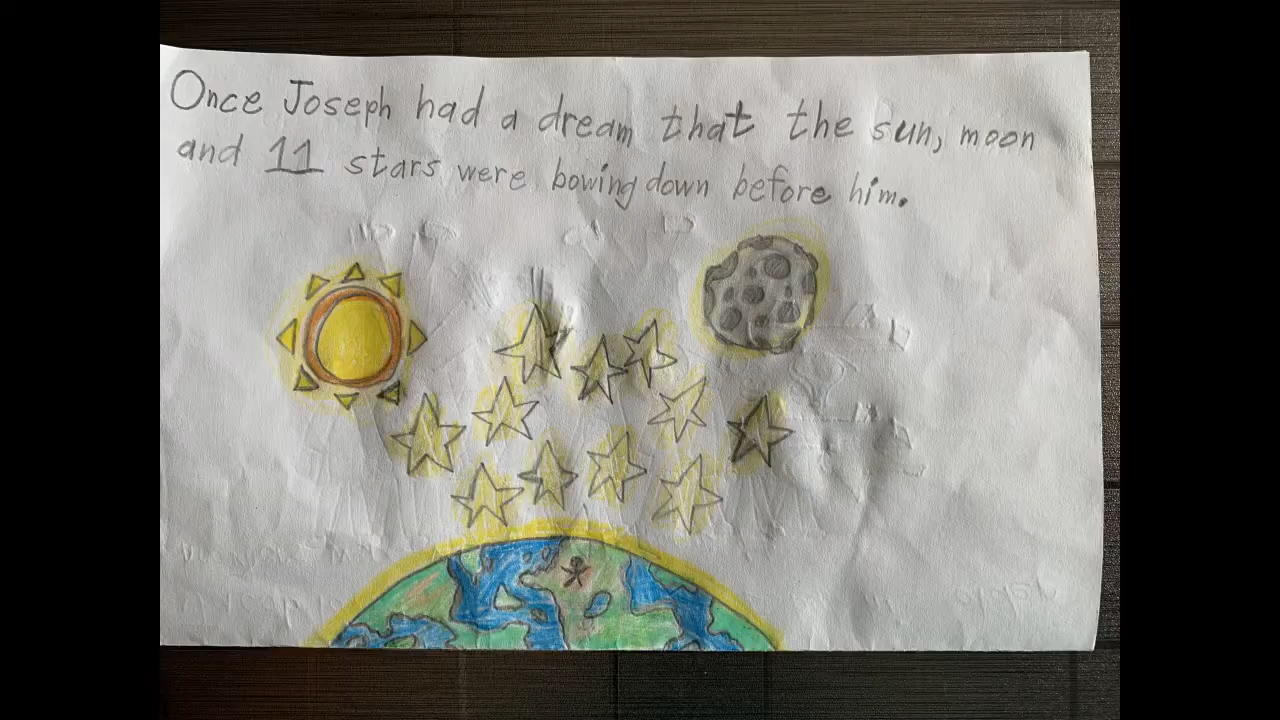 Once Joseph had a dream that the sun, moon
and 11 stars were bowing down before him.